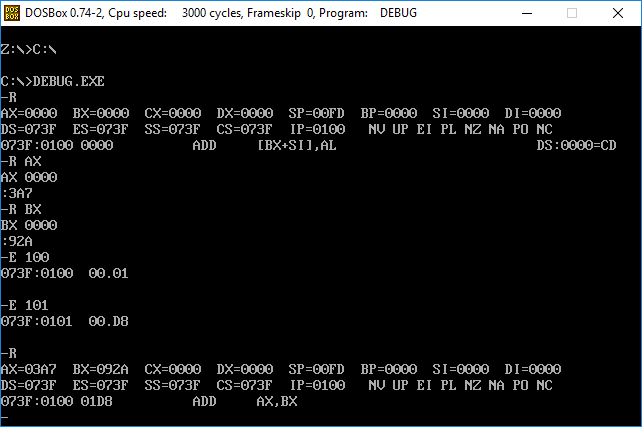 DOSBox 0.74-2, Cpu speed:    3000 cycles, Frameskip  0, Program:    DEBUG
Z:\>C:\
C:\>DEBUG.EXE
-R
AX=0000  BX=0000  CX=0000  DX=0000  SP=00FD  BP=0000  SI=0000  DI=0000
DS=073F  ES=073F  SS=073F  CS=073F  IP=0100   NV UP EI PL NZ NA PO NC
073F:0100 0000          ADD     [BX+SI],AL                         DS:0000=CD
-R AX
AX 0000
:3A7
-R BX
BX 0000
:92A
-E 100
073F:0100  00.01
-E 101
073F:0101  00.D8
-R
AX=03A7  BX=092A  CX=0000  DX=0000  SP=00FD  BP=0000  SI=0000  DI=0000
DS=073F  ES=073F  SS=073F  CS=073F  IP=0100   NV UP EI PL NZ NA PO NC
073F:0100 01D8          ADD     AX,BX
-